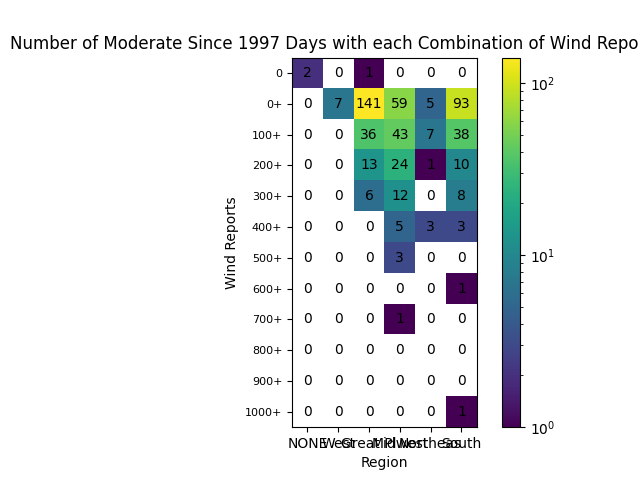 Number of Moderate Since 1997 Days with each Combination of Wind Repo
0 2 0 1 0 0 0
0+ 0 7 141 59 5 93
100+ 0 0 36 43 7 38
200+ 0 0 13 24 1 10
300+ 0 0 6 12 0 8
400+ 0 0 0 5 3 3
500+ 0 0 0 3 0 0
600+ 0 0 0 0 0 1
700+ 0 0 0 1 0 0
800+ 0 0 0 0 0 0
900+ 0 0 0 0 0 0
1000+ 0 0 0 0 0 1
Wind Reports
NONE West Great Plains Midwest Northeast South
Region
10²
10¹
10⁰